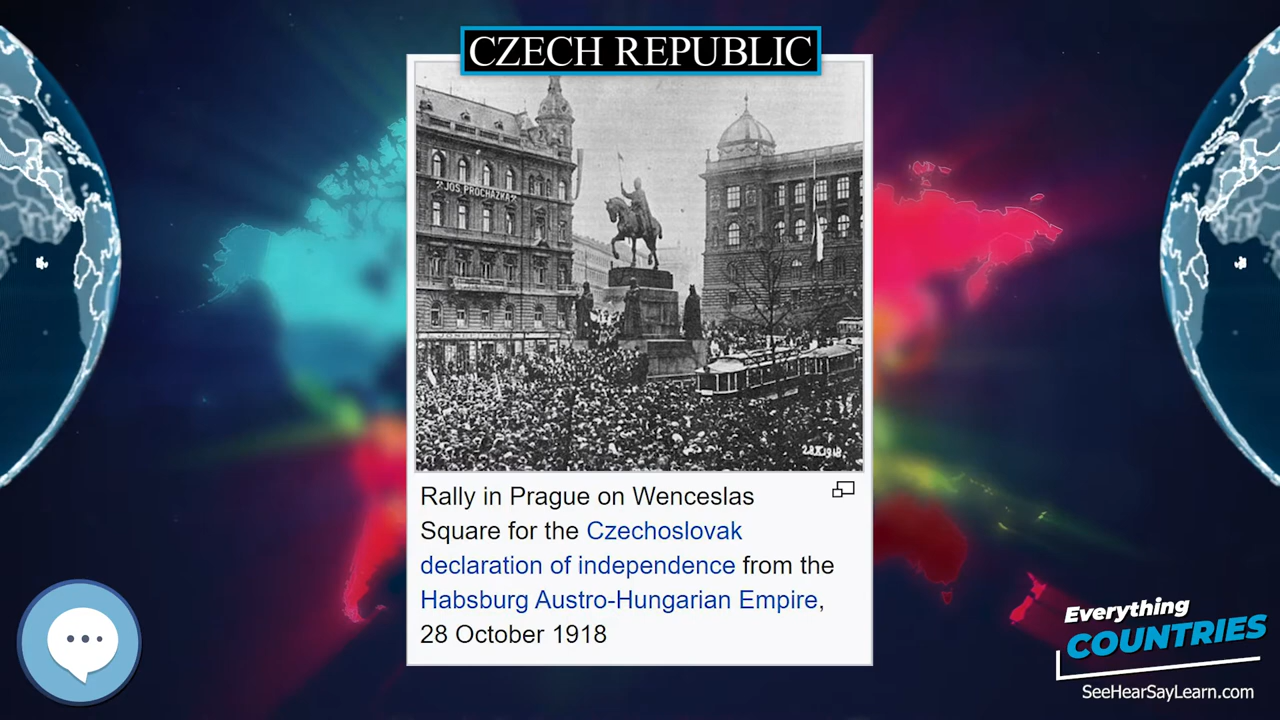 CZECH REPUBLIC
JOS. PROCHÁZKA
28.X.1918.
Rally in Prague on Wenceslas
Square for the Czechoslovak
declaration of independence from the
Habsburg Austro-Hungarian Empire,
28 October 1918
Everything
COUNTRIES
SeeHearSayLearn.com